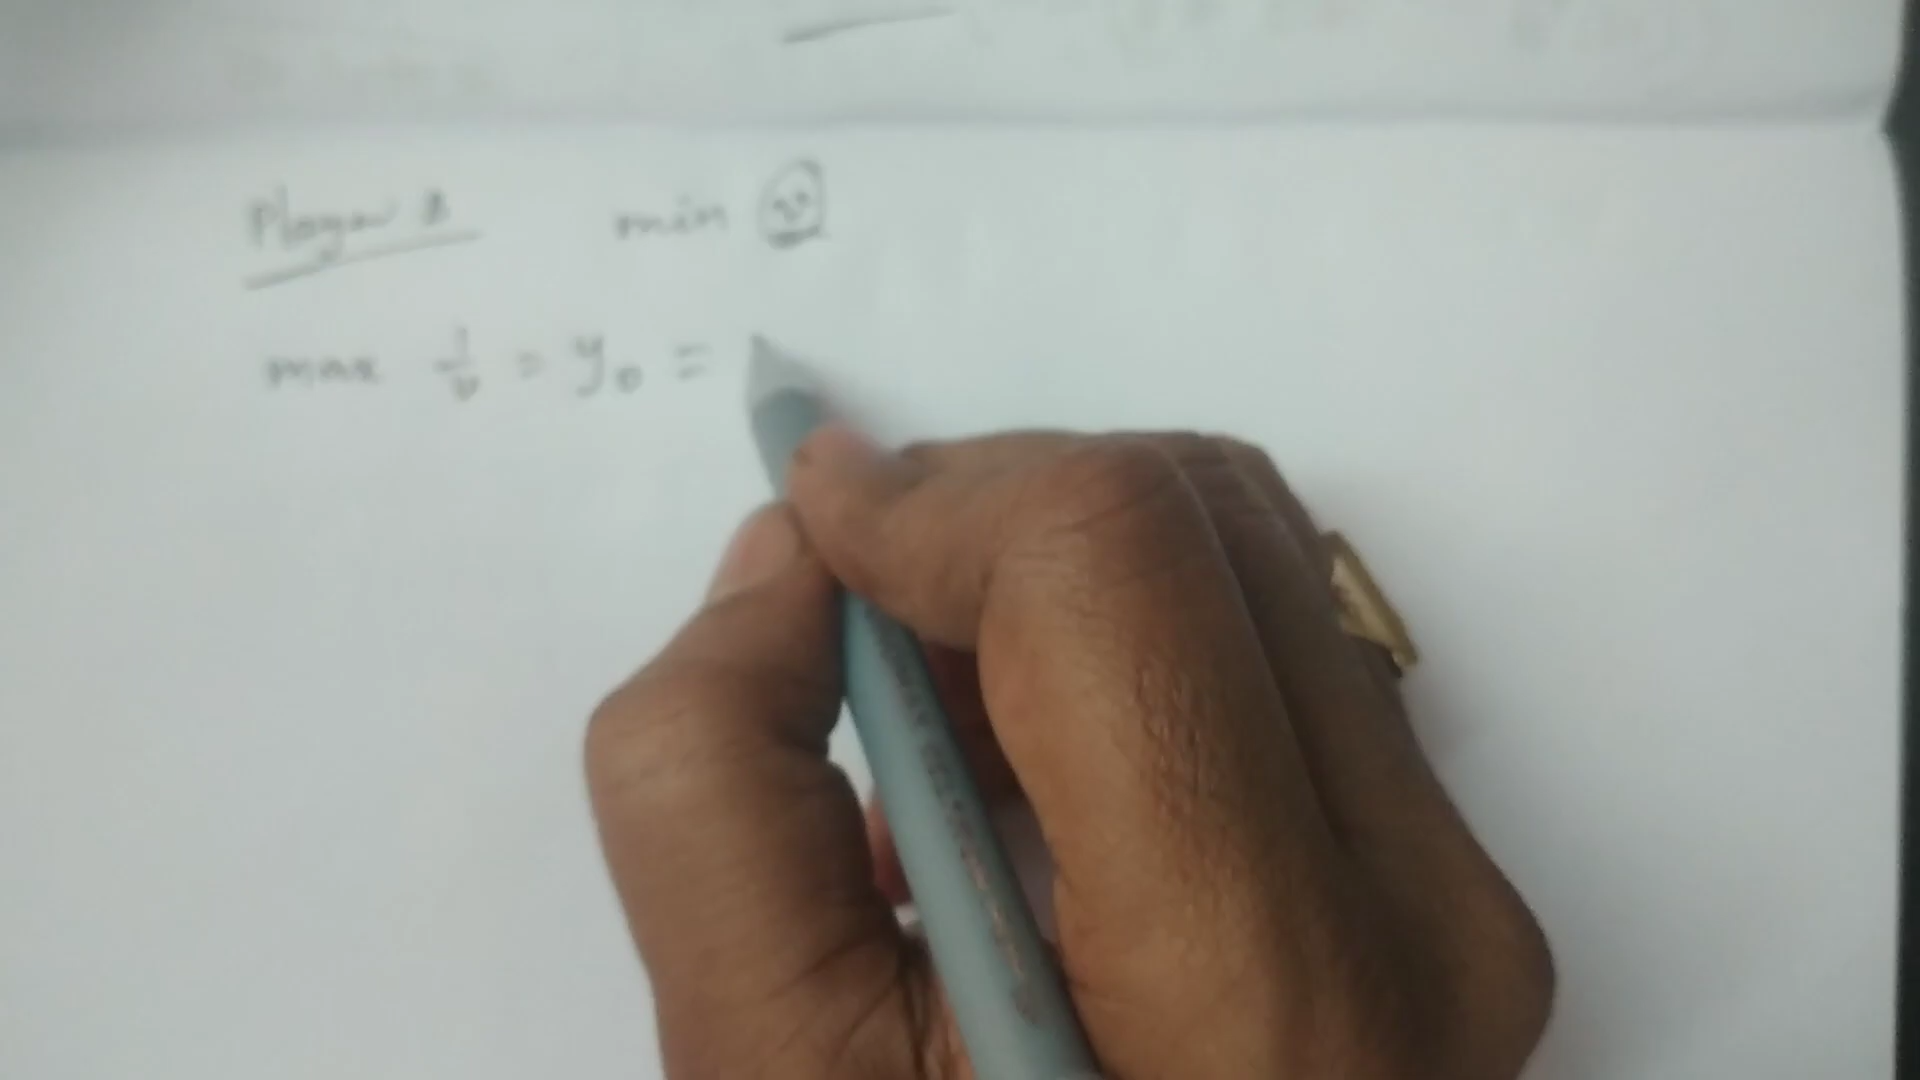 Player B min v
max 1/v = y₀ =